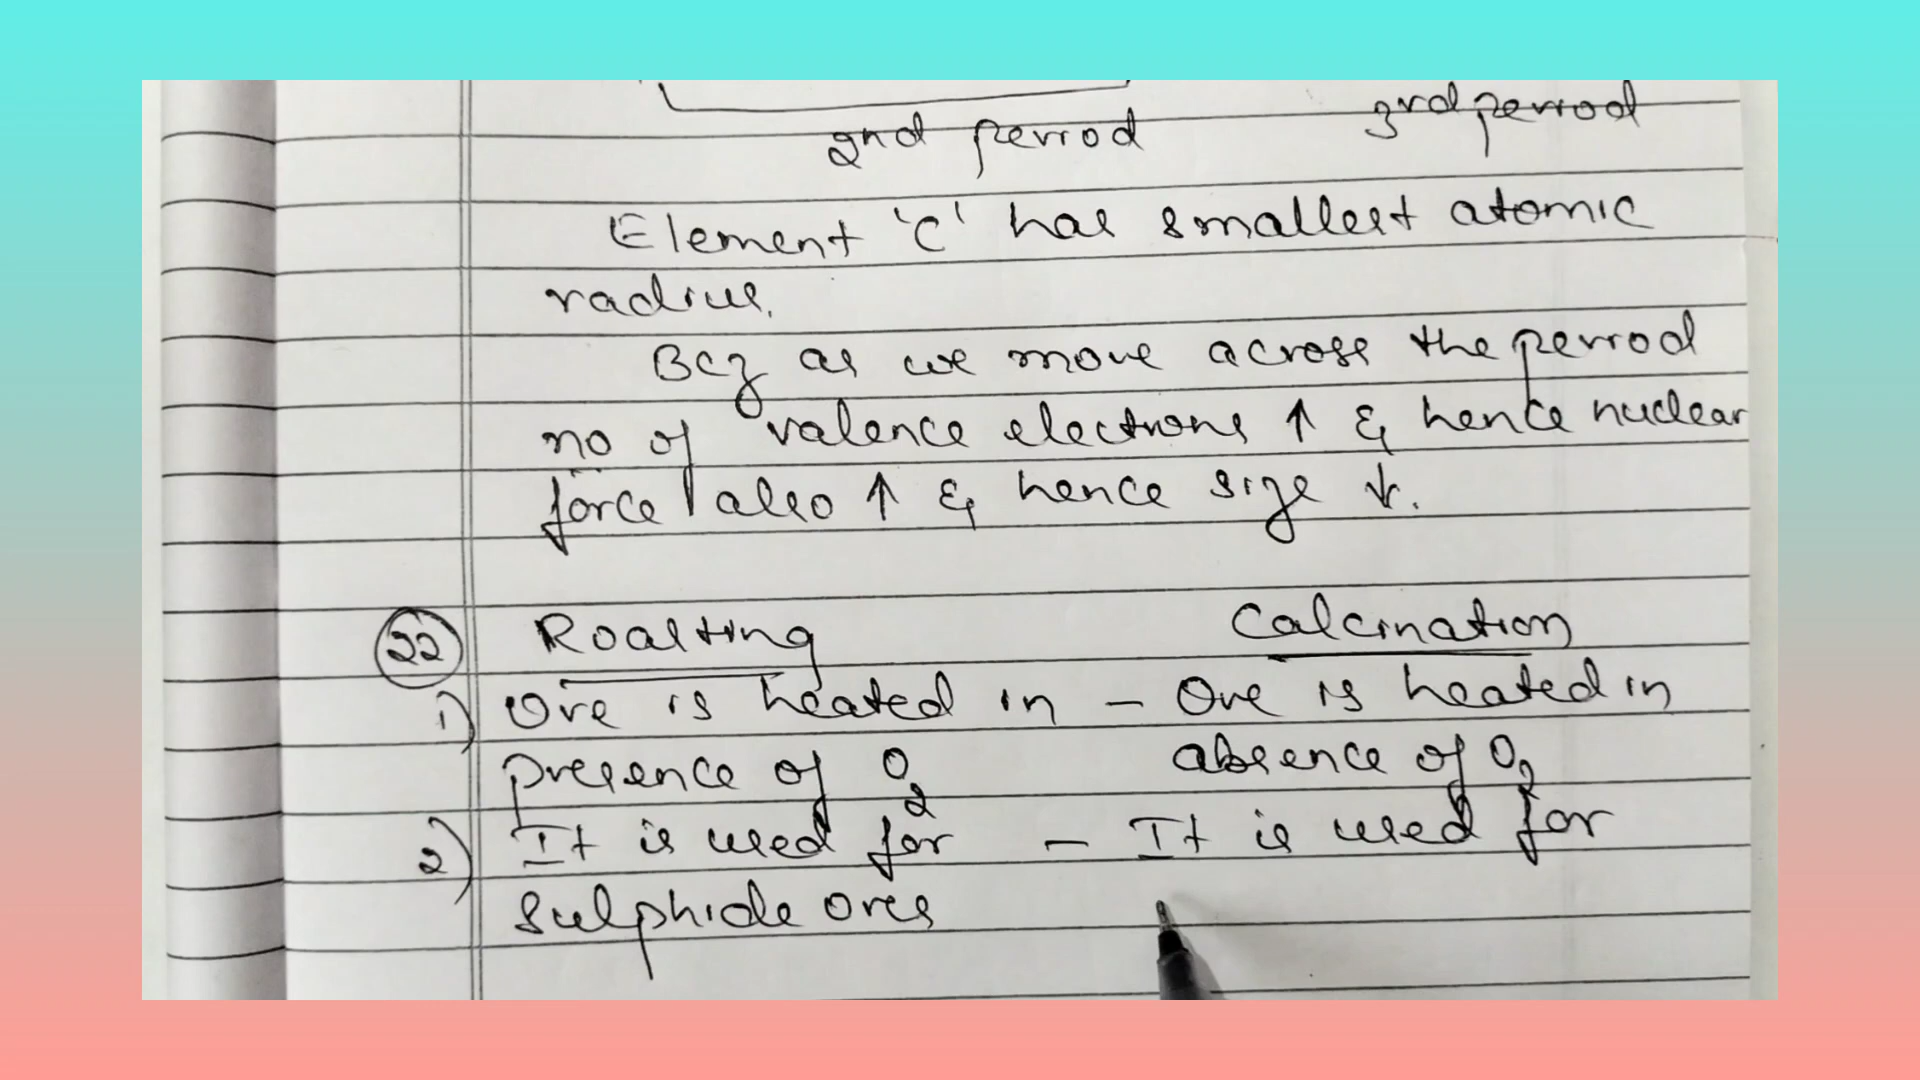 2nd period 3rd period
Element 'C' has smallest atomic
radius.
Bcz as we move across the period
no of valence electrons ↑ & hence nuclear
force also ↑ & hence size ↓.
22 Roasting Calcination
1) Ore is heated in – Ore is heated in
presence of O2 absence of O2
2) It is used for – It is used for
sulphide ores